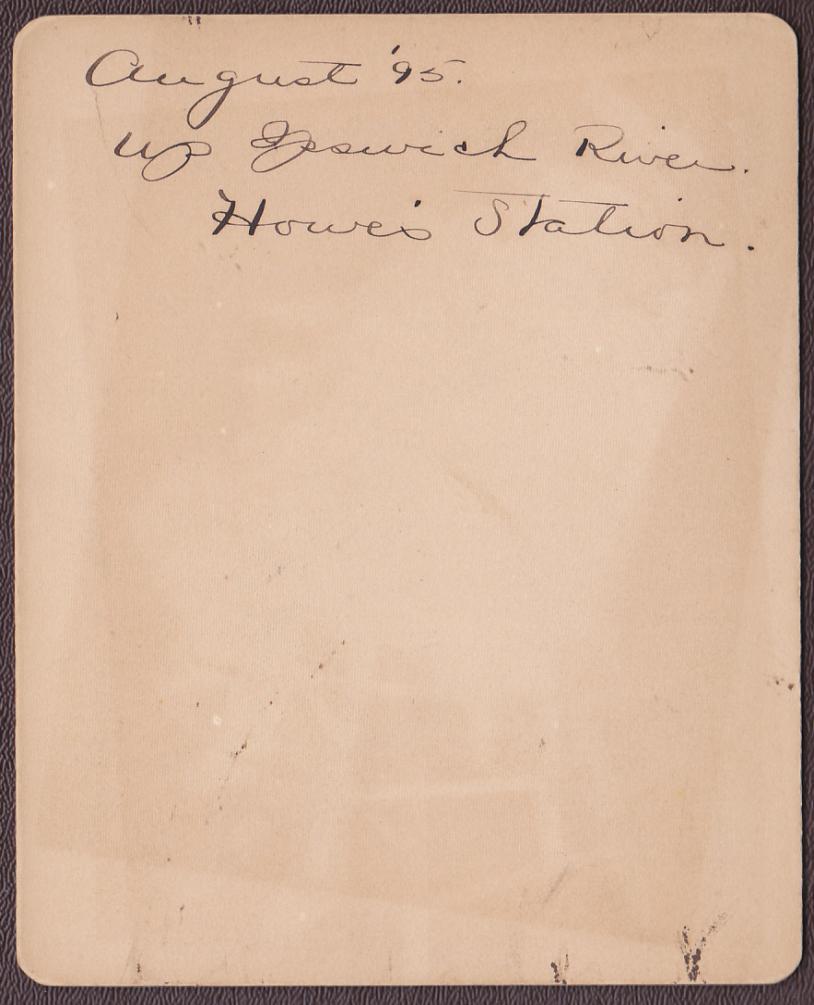 August '95.
Up Ipswich River.
Howe's Station.